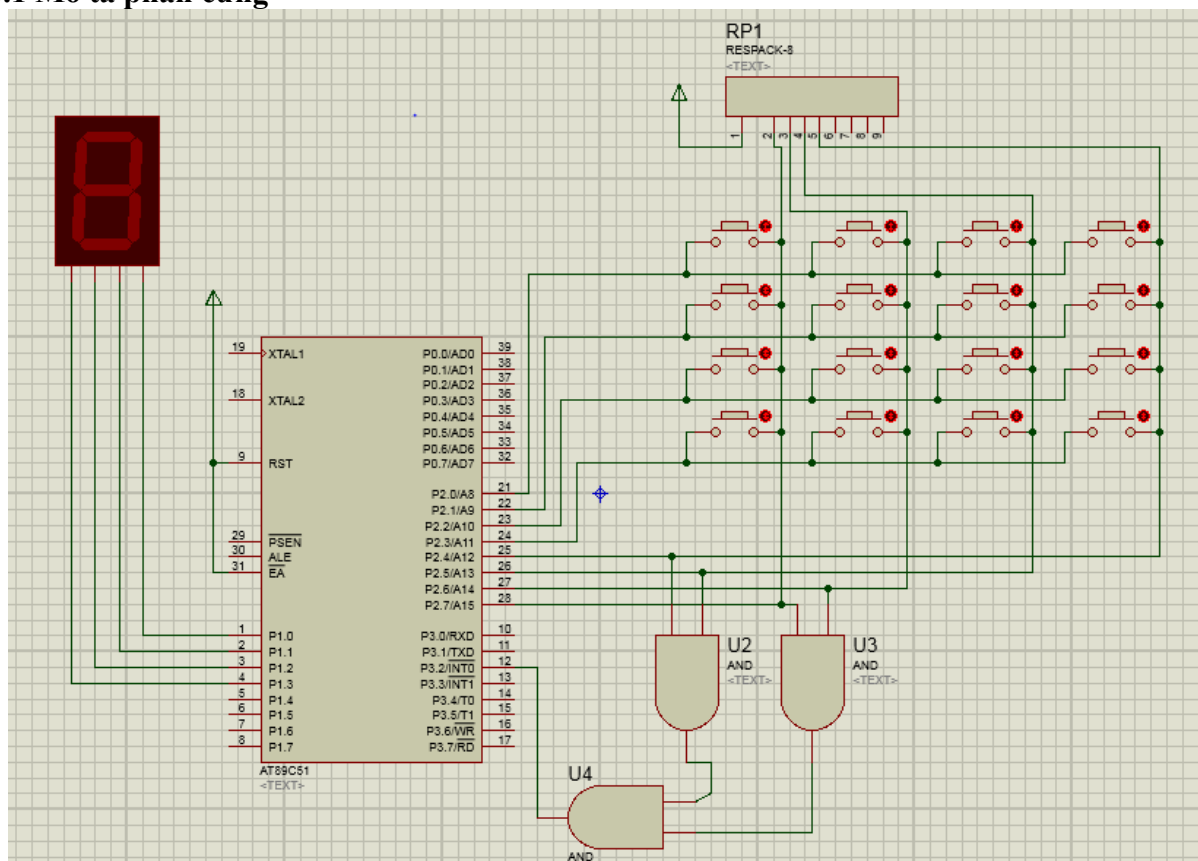 .1 Mô tả phần cứng
RP1
RESPACK-8
<TEXT>
1 2 3 4 5 6 7 8 9
19 XTAL1 P0.0/AD0 39
P0.1/AD1 38
P0.2/AD2 37
18 XTAL2 P0.3/AD3 36
P0.4/AD4 35
P0.5/AD5 34
P0.6/AD6 33
9 RST P0.7/AD7 32
P2.0/A8 21
P2.1/A9 22
P2.2/A10 23
29 PSEN P2.3/A11 24
30 ALE P2.4/A12 25
31 EA P2.5/A13 26
P2.6/A14 27
P2.7/A15 28
1 P1.0 P3.0/RXD 10
2 P1.1 P3.1/TXD 11
3 P1.2 P3.2/INT0 12
4 P1.3 P3.3/INT1 13
5 P1.4 P3.4/T0 14
6 P1.5 P3.5/T1 15
7 P1.6 P3.6/WR 16
8 P1.7 P3.7/RD 17
AT89C51
<TEXT>
U2
AND
<TEXT>
U3
AND
<TEXT>
U4
AND